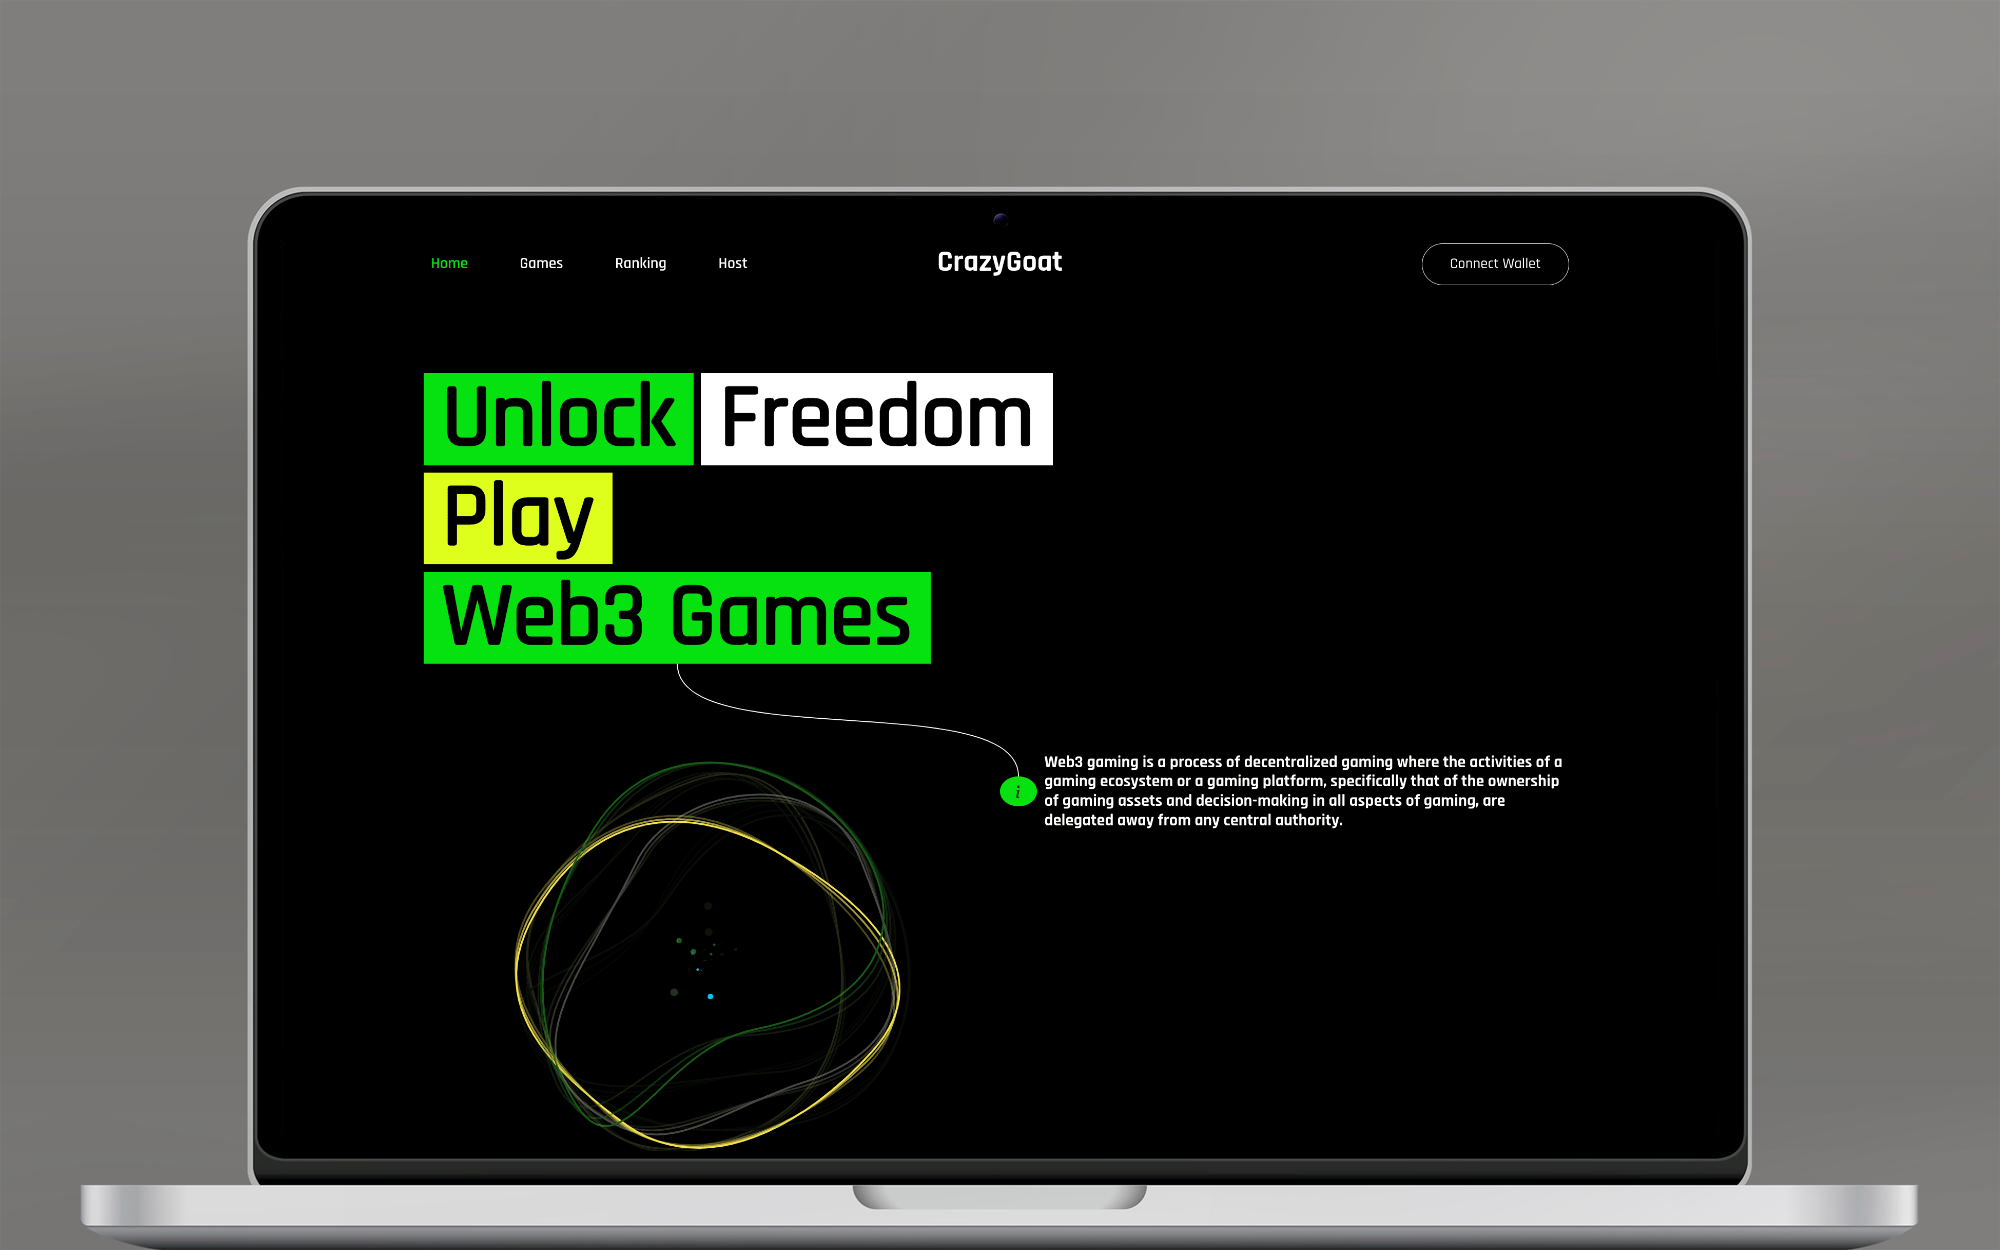 Home Games Ranking Host CrazyGoat Connect Wallet
Unlock Freedom
Play
Web3 Games
i
Web3 gaming is a process of decentralized gaming where the activities of a
gaming ecosystem or a gaming platform, specifically that of the ownership
of gaming assets and decision-making in all aspects of gaming, are
delegated away from any central authority.